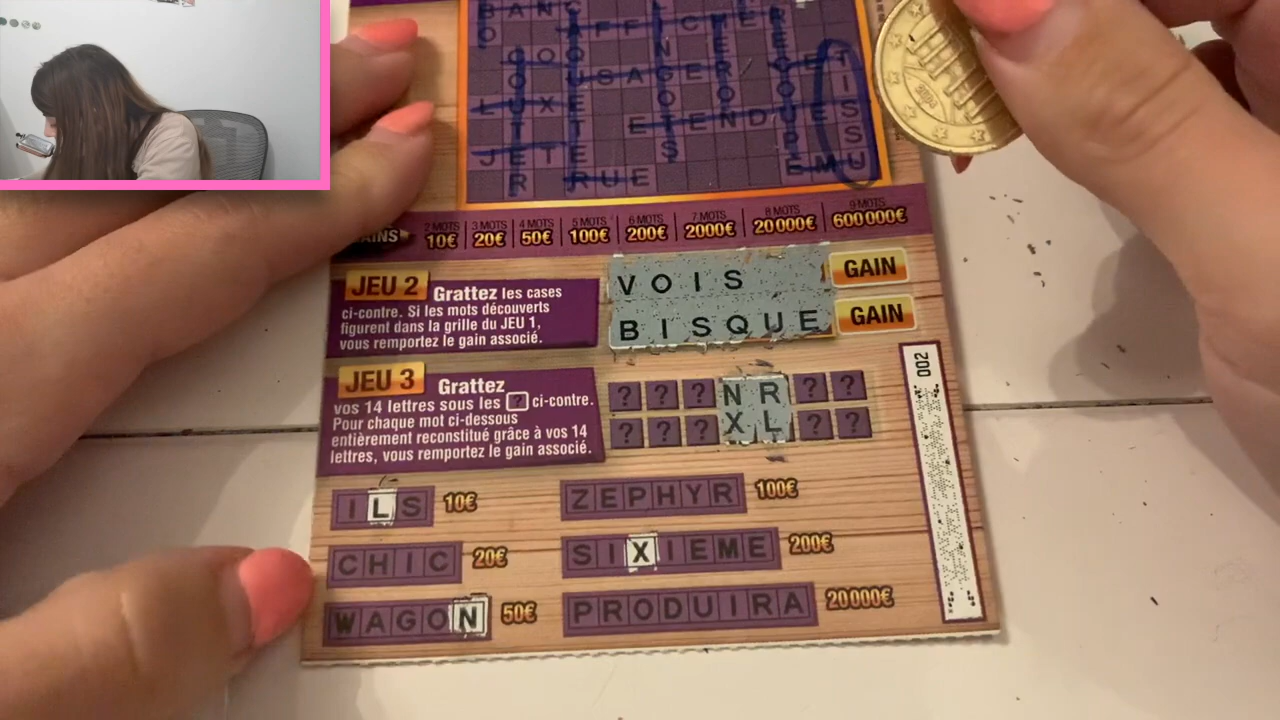 USAGER
L U X
ETENDUES
JETE
RUE
EMU
TISSU
GAINS
2 MOTS 10€ 3 MOTS 20€ 4 MOTS 50€ 5 MOTS 100€ 6 MOTS 200€ 7 MOTS 2000€ 8 MOTS 20000€ 9 MOTS 600000€
JEU 2 Grattez les cases
ci-contre. Si les mots découverts
figurent dans la grille du JEU 1,
vous remportez le gain associé.
VOIS GAIN
BISQUE GAIN
JEU 3 Grattez
vos 14 lettres sous les ? ci-contre.
Pour chaque mot ci-dessous
entièrement reconstitué grâce à vos 14
lettres, vous remportez le gain associé.
? ? ? N R ? ?
? ? ? X L ? ?
002
ILS 10€ ZEPHYR 100€
CHIC 20€ SIXIEME 200€
WAGON 50€ PRODUIRA 20000€